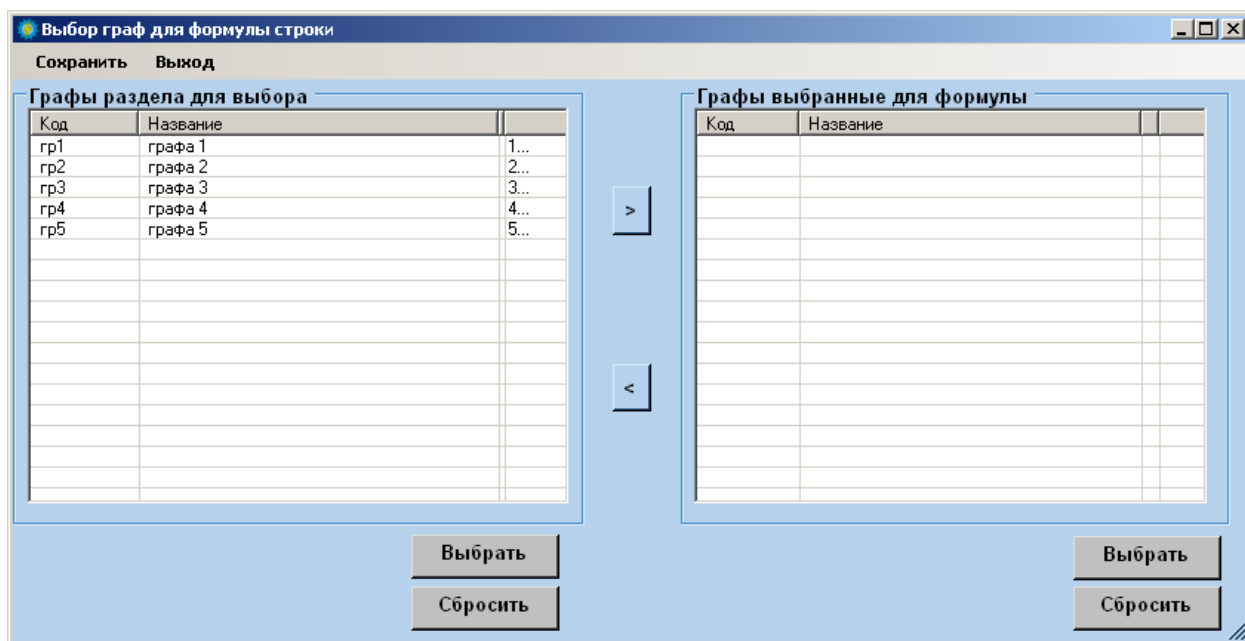 Выбор граф для формулы строки
Сохранить Выход
Графы раздела для выбора
Код Название
гр1 графа 1 1...
гр2 графа 2 2...
гр3 графа 3 3...
гр4 графа 4 4...
гр5 графа 5 5...
>
<
Выбрать
Сбросить
Графы выбранные для формулы
Код Название
Выбрать
Сбросить